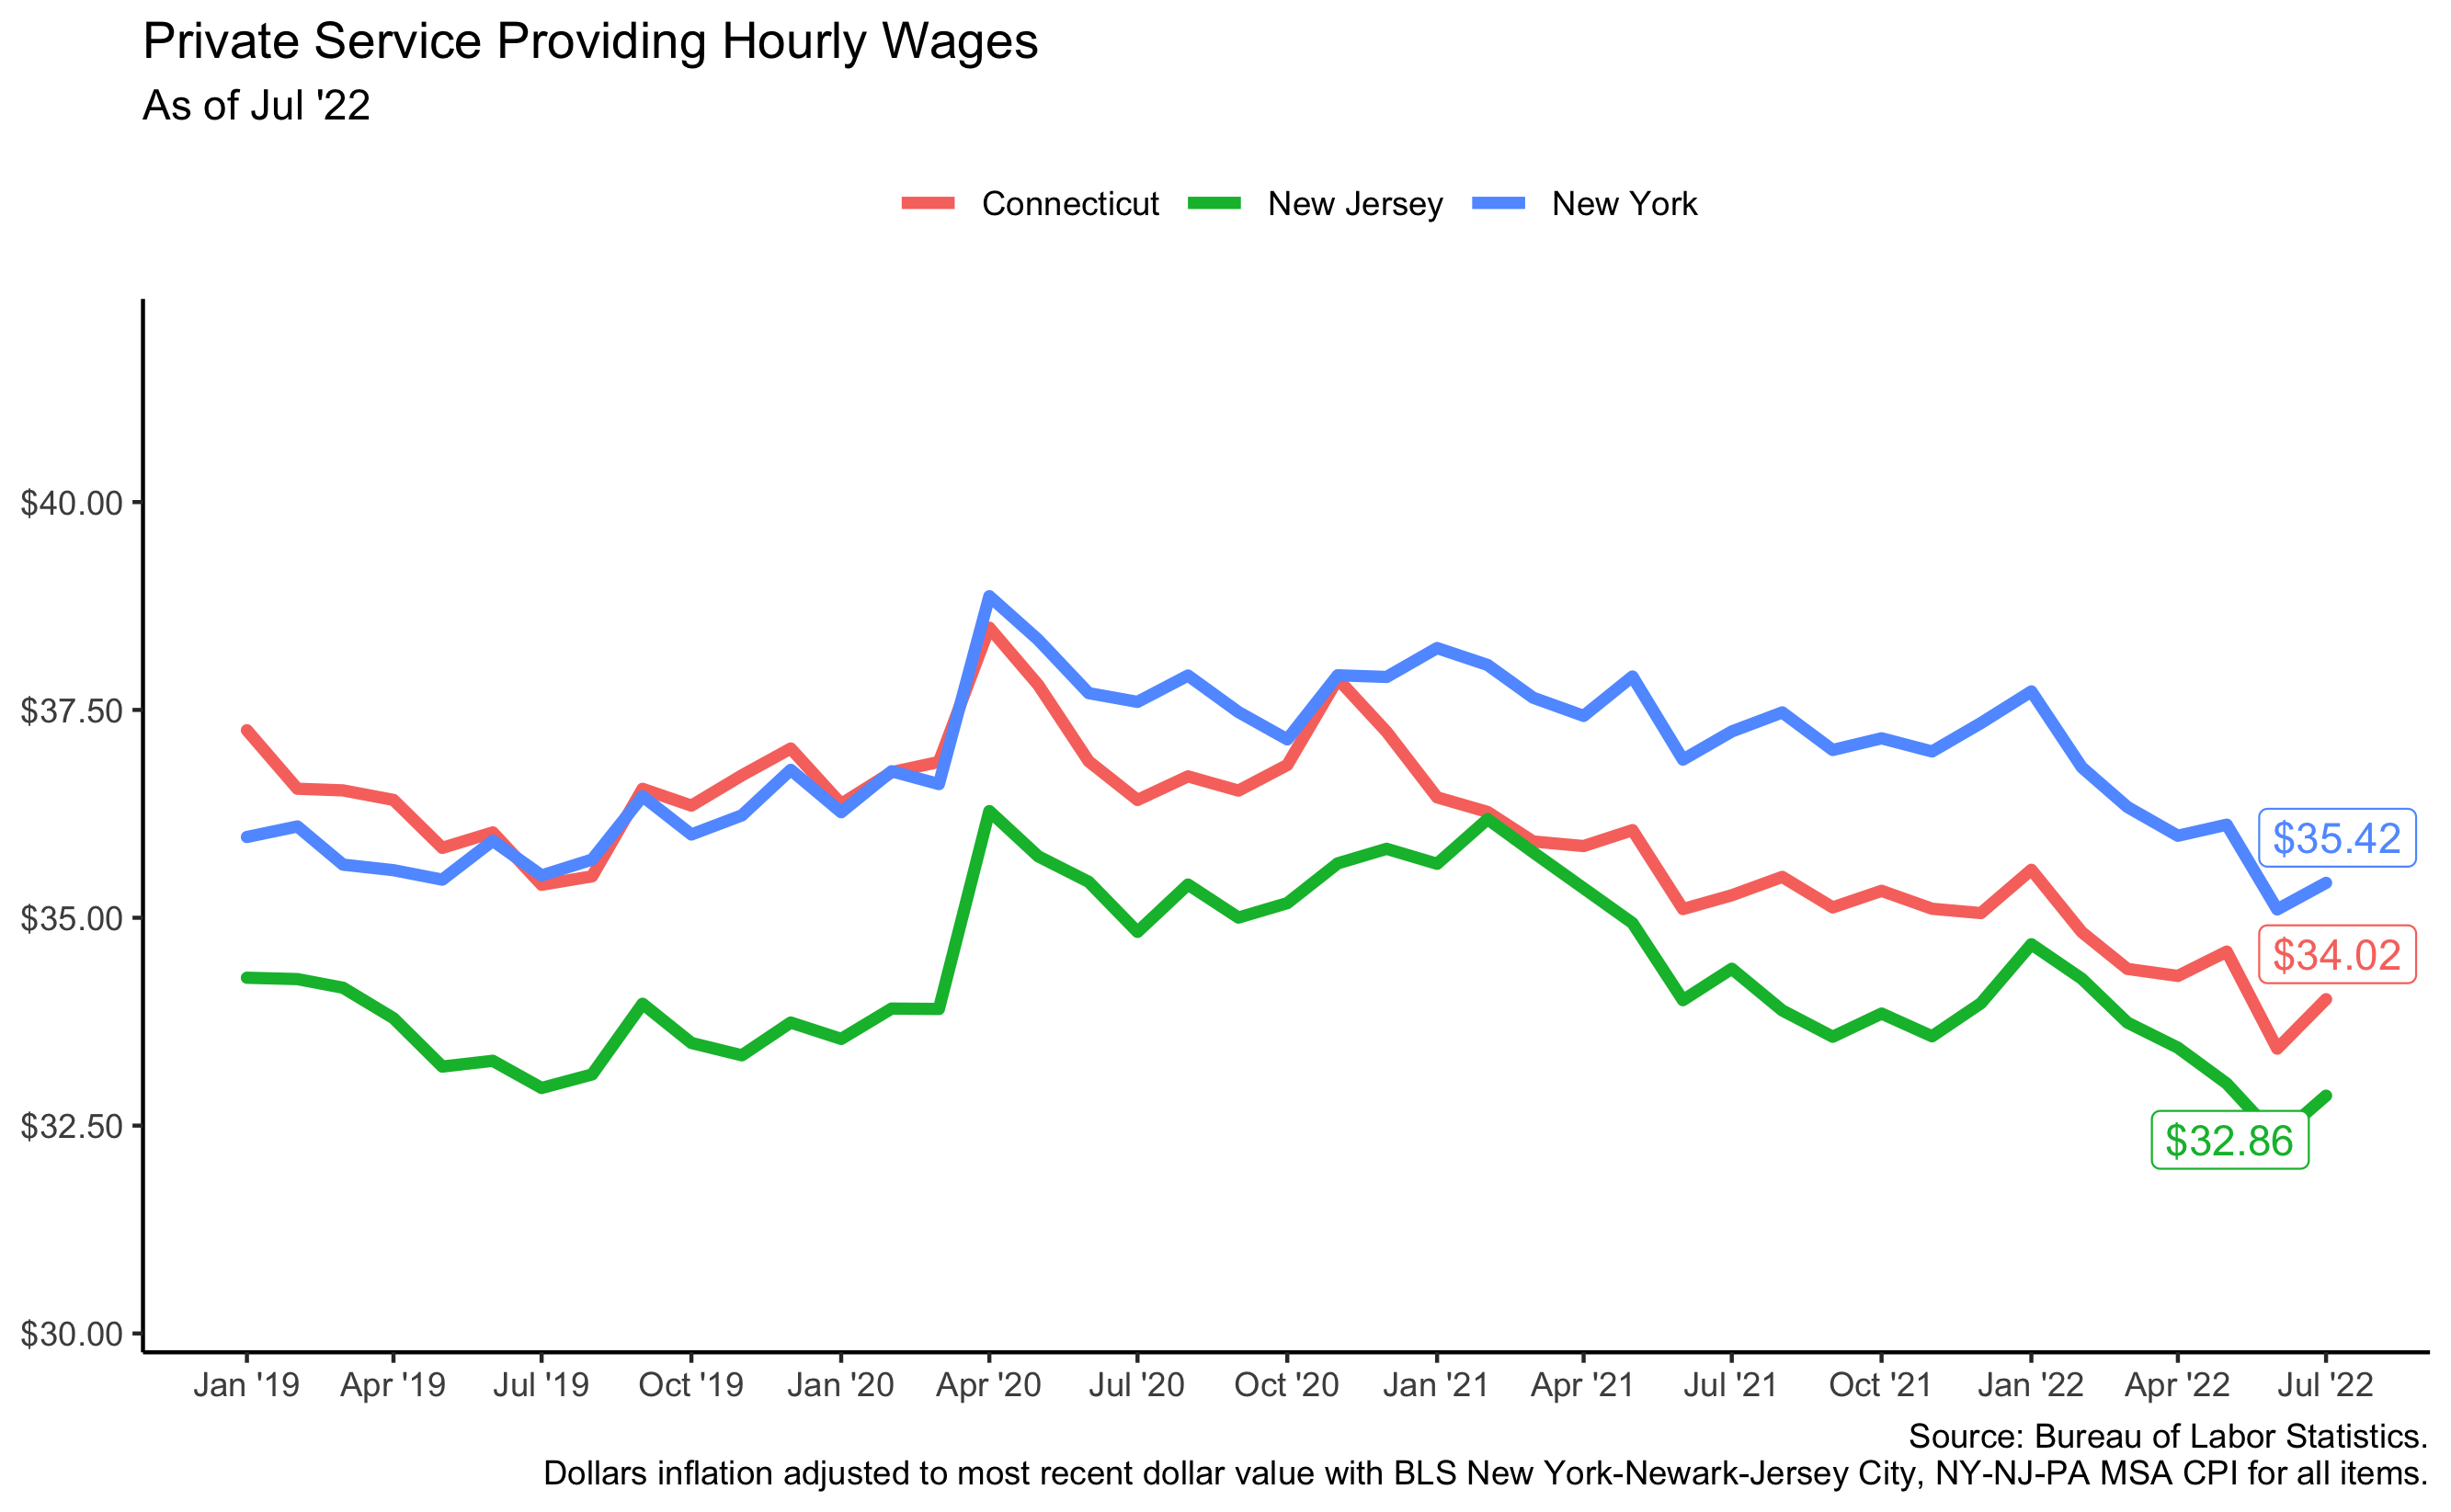 Private Service Providing Hourly Wages
As of Jul '22
Connecticut New Jersey New York
$40.00
$37.50
$35.00
$32.50
$30.00
$35.42
$34.02
$32.86
Jan '19 Apr '19 Jul '19 Oct '19 Jan '20 Apr '20 Jul '20 Oct '20 Jan '21 Apr '21 Jul '21 Oct '21 Jan '22 Apr '22 Jul '22
Source: Bureau of Labor Statistics.
Dollars inflation adjusted to most recent dollar value with BLS New York-Newark-Jersey City, NY-NJ-PA MSA CPI for all items.